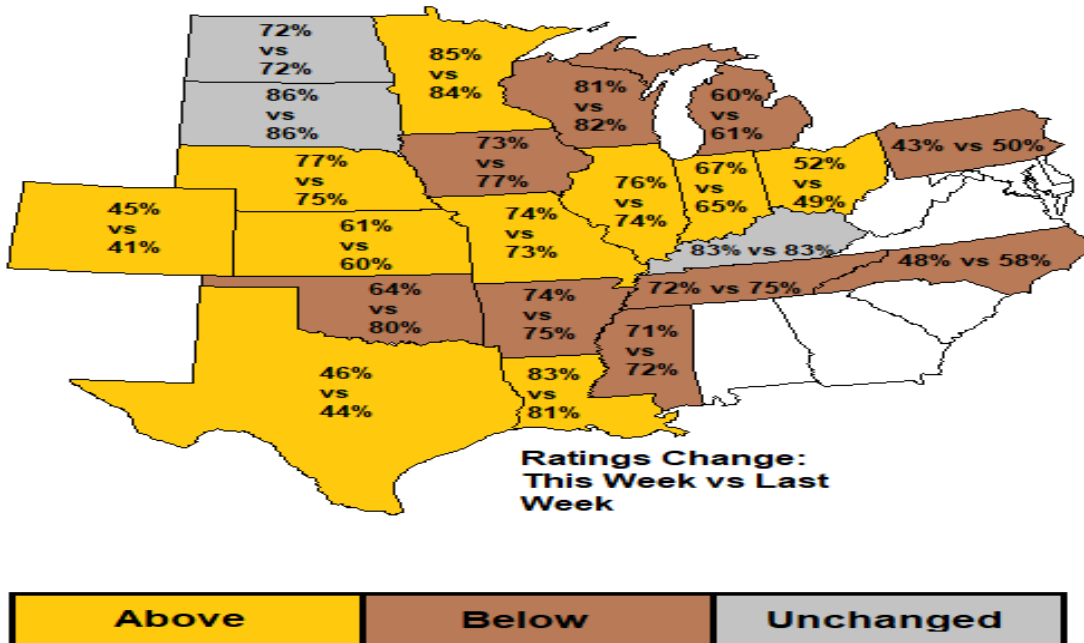 72%
vs
72%
85%
vs
84%
86%
vs
86%
81%
vs
82%
60%
vs
61%
43% vs 50%
73%
vs
77%
77%
vs
75%
76%
vs
74%
67%
vs
65%
52%
vs
49%
45%
vs
41%
61%
vs
60%
74%
vs
73%
83% vs 83%
48% vs 58%
72% vs 75%
64%
vs
80%
74%
vs
75%
71%
vs
72%
46%
vs
44%
83%
vs
81%
Ratings Change:
This Week vs Last
Week
Above
Below
Unchanged